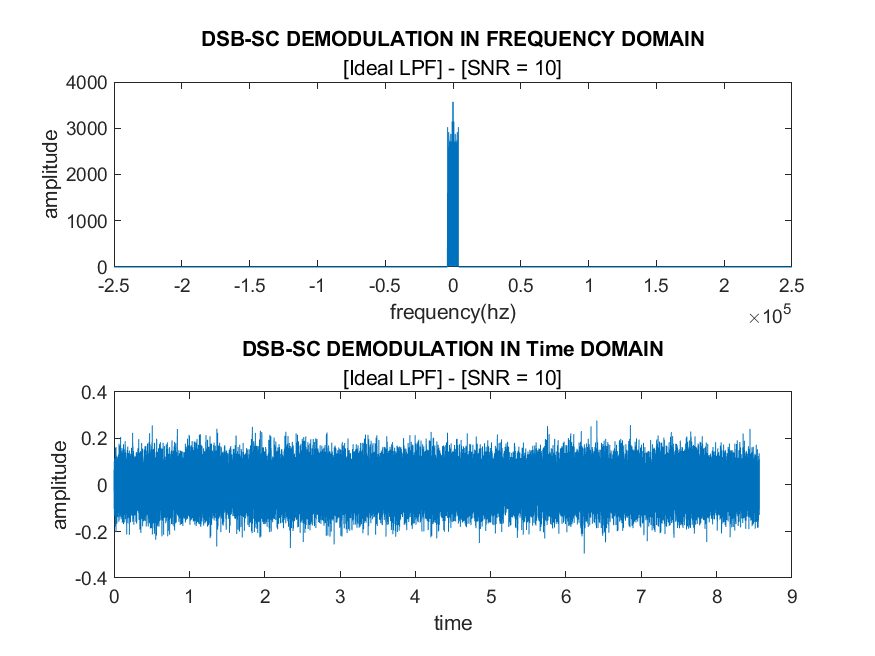 DSB-SC DEMODULATION IN FREQUENCY DOMAIN
[Ideal LPF] - [SNR = 10]
4000
3000
2000
1000
0
amplitude
-2.5 -2 -1.5 -1 -0.5 0 0.5 1 1.5 2 2.5
frequency(hz)
×10^5
DSB-SC DEMODULATION IN Time DOMAIN
[Ideal LPF] - [SNR = 10]
0.4
0.2
0
-0.2
-0.4
amplitude
0 1 2 3 4 5 6 7 8 9
time